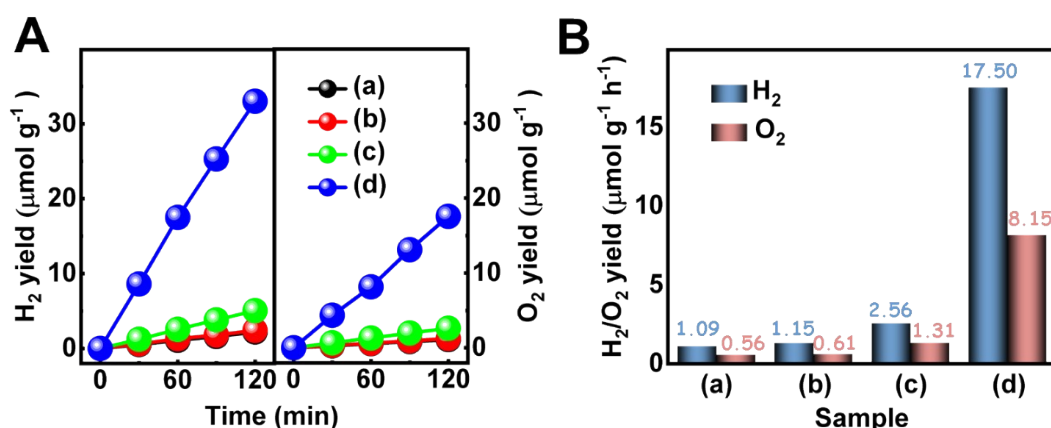 A
H₂ yield (μmol g⁻¹)
30
20
10
0
0 60 120
(a)
(b)
(c)
(d)
0 60 120
30
20
10
0
O₂ yield (μmol g⁻¹)
Time (min)
B
H₂/O₂ yield (μmol g⁻¹ h⁻¹)
15
10
5
0
H₂
O₂
1.09
0.56
1.15
0.61
2.56
1.31
17.50
8.15
(a) (b) (c) (d)
Sample